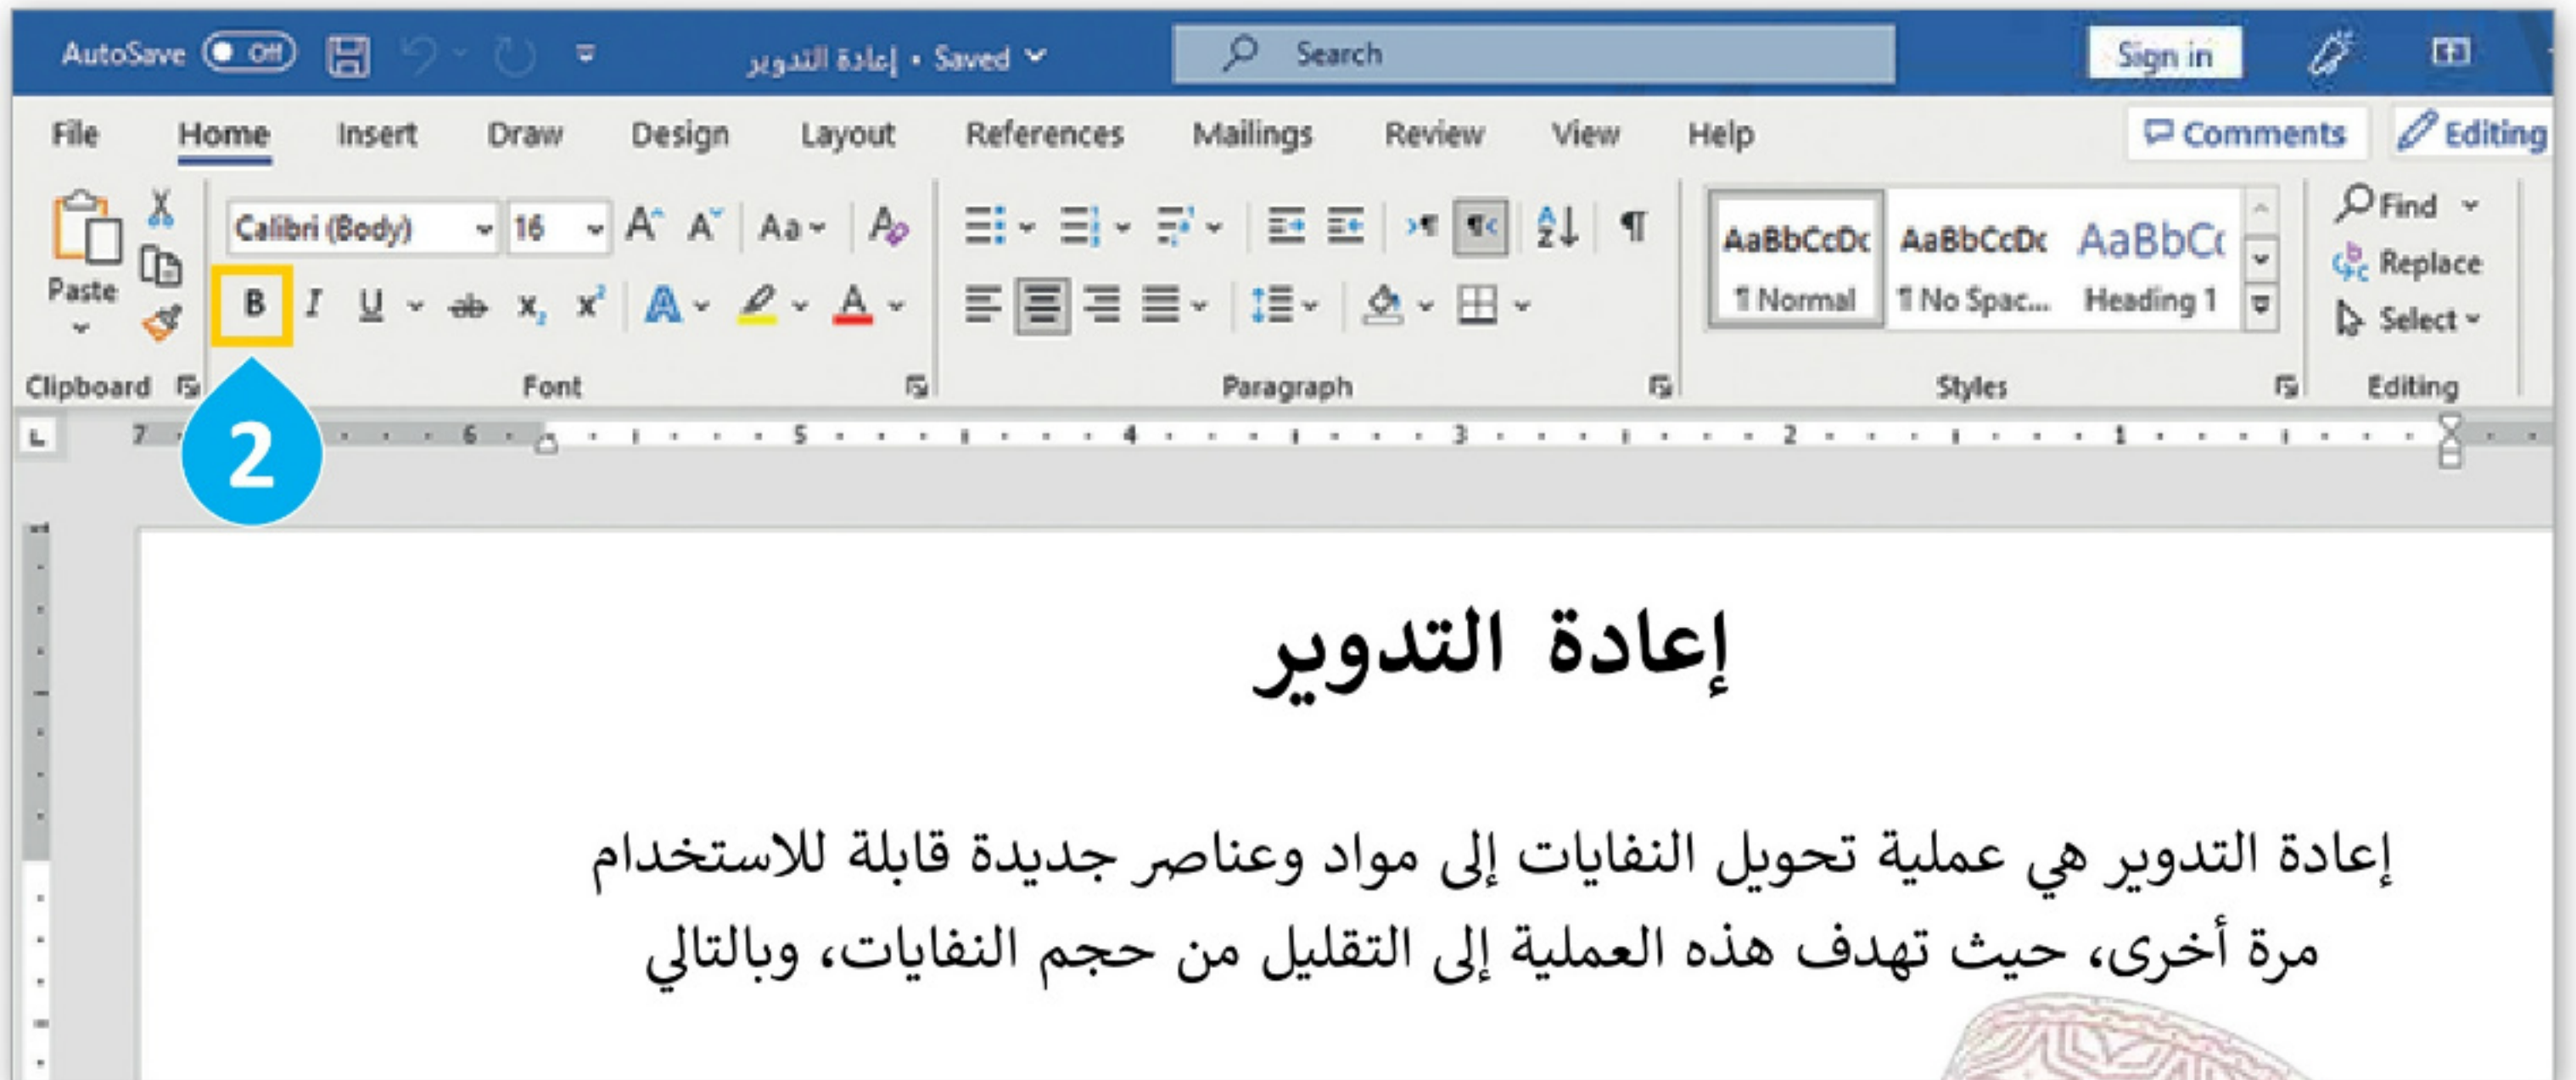 AutoSave Off إعادة التدوير • Saved Search Sign in
File Home Insert Draw Design Layout References Mailings Review View Help Comments Editing
Calibri (Body) 16 A A Aa A AaBbCcDc AaBbCcDc AaBbCc Find
Paste B I U ab x₂ x² A A ¶ Normal ¶ No Spac... Heading 1 Replace
Select
Clipboard Font Paragraph Styles Editing
2
7 6 5 4 3 2 1
إعادة التدوير
إعادة التدوير هي عملية تحويل النفايات إلى مواد وعناصر جديدة قابلة للاستخدام
مرة أخرى، حيث تهدف هذه العملية إلى التقليل من حجم النفايات، وبالتالي